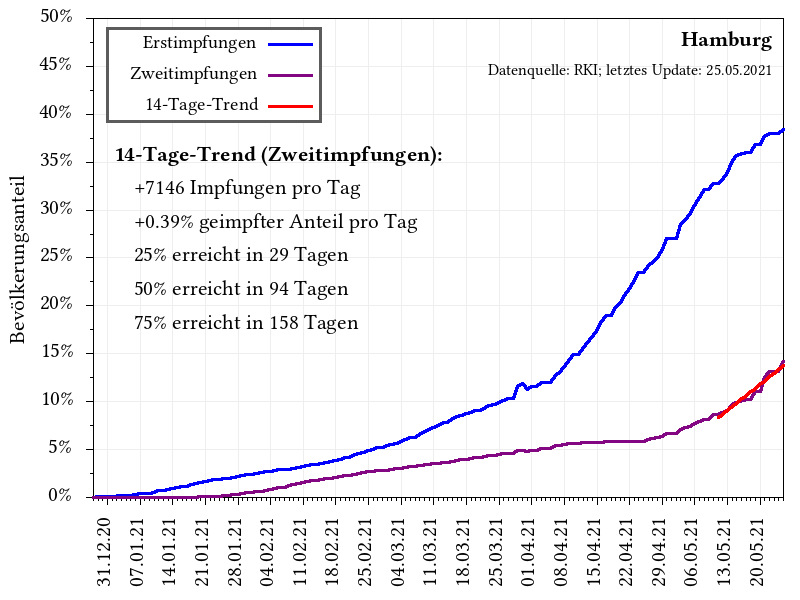 50%
45%
40%
35%
30%
25%
20%
15%
10%
5%
0%
Bevölkerungsanteil
Erstimpfungen
Zweitimpfungen
14-Tage-Trend
Hamburg
Datenquelle: RKI; letztes Update: 25.05.2021
14-Tage-Trend (Zweitimpfungen):
+7146 Impfungen pro Tag
+0.39% geimpfter Anteil pro Tag
25% erreicht in 29 Tagen
50% erreicht in 94 Tagen
75% erreicht in 158 Tagen
31.12.20
07.01.21
14.01.21
21.01.21
28.01.21
04.02.21
11.02.21
18.02.21
25.02.21
04.03.21
11.03.21
18.03.21
25.03.21
01.04.21
08.04.21
15.04.21
22.04.21
29.04.21
06.05.21
13.05.21
20.05.21